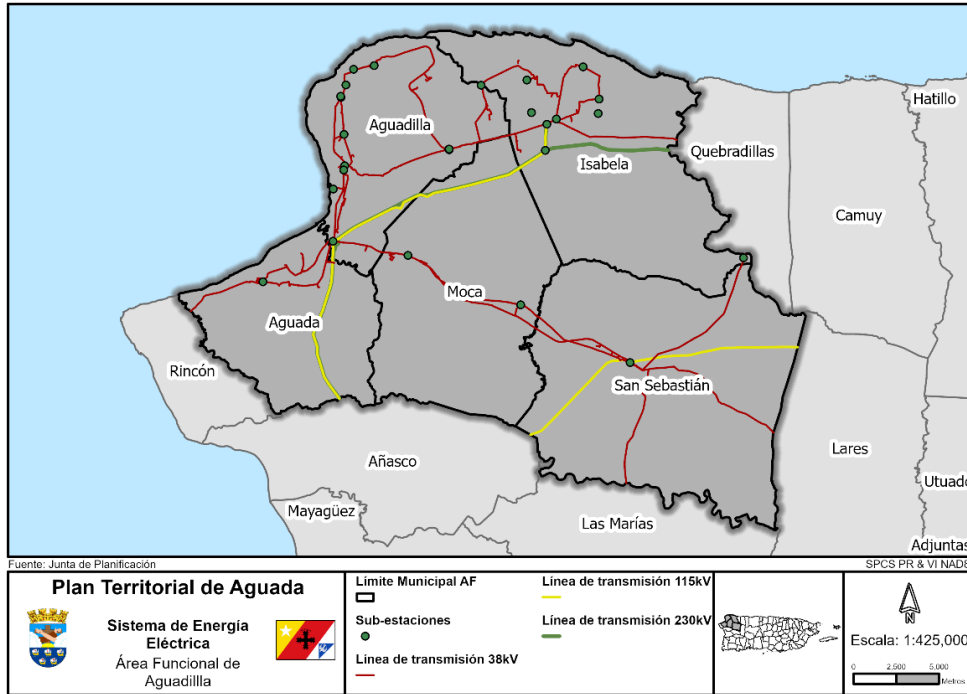 Hatillo
Aguadilla
Quebradillas
Isabela
Camuy
Moca
Aguada
Rincón
San Sebastián
Lares
Añasco
Utuado
Mayagüez
Las Marías
Adjuntas
Fuente: Junta de Planificación
SPCS PR & VI NAD8
Plan Territorial de Aguada
Sistema de Energía
Eléctrica
Área Funcional de
Aguadillla
Límite Municipal AF
Sub-estaciones
Línea de transmisión 38kV
Línea de transmisión 115kV
Línea de transmisión 230kV
Escala: 1:425,000
0 2,500 5,000
Metros